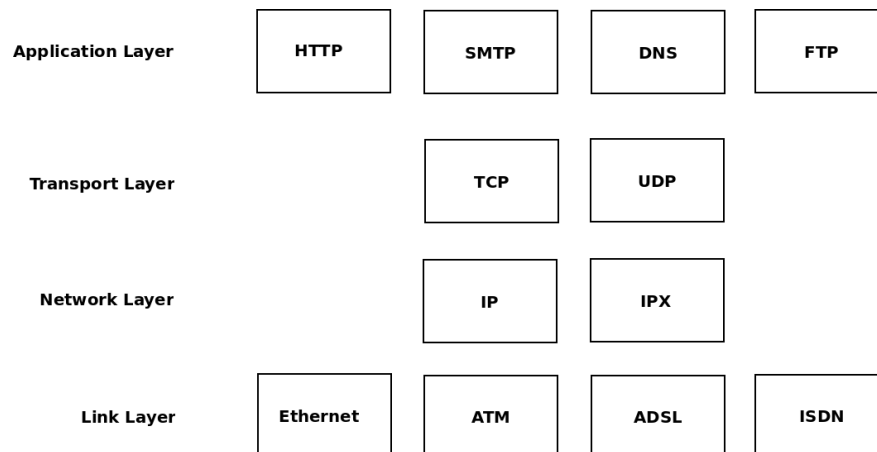 Application Layer HTTP SMTP DNS FTP
Transport Layer TCP UDP
Network Layer IP IPX
Link Layer Ethernet ATM ADSL ISDN